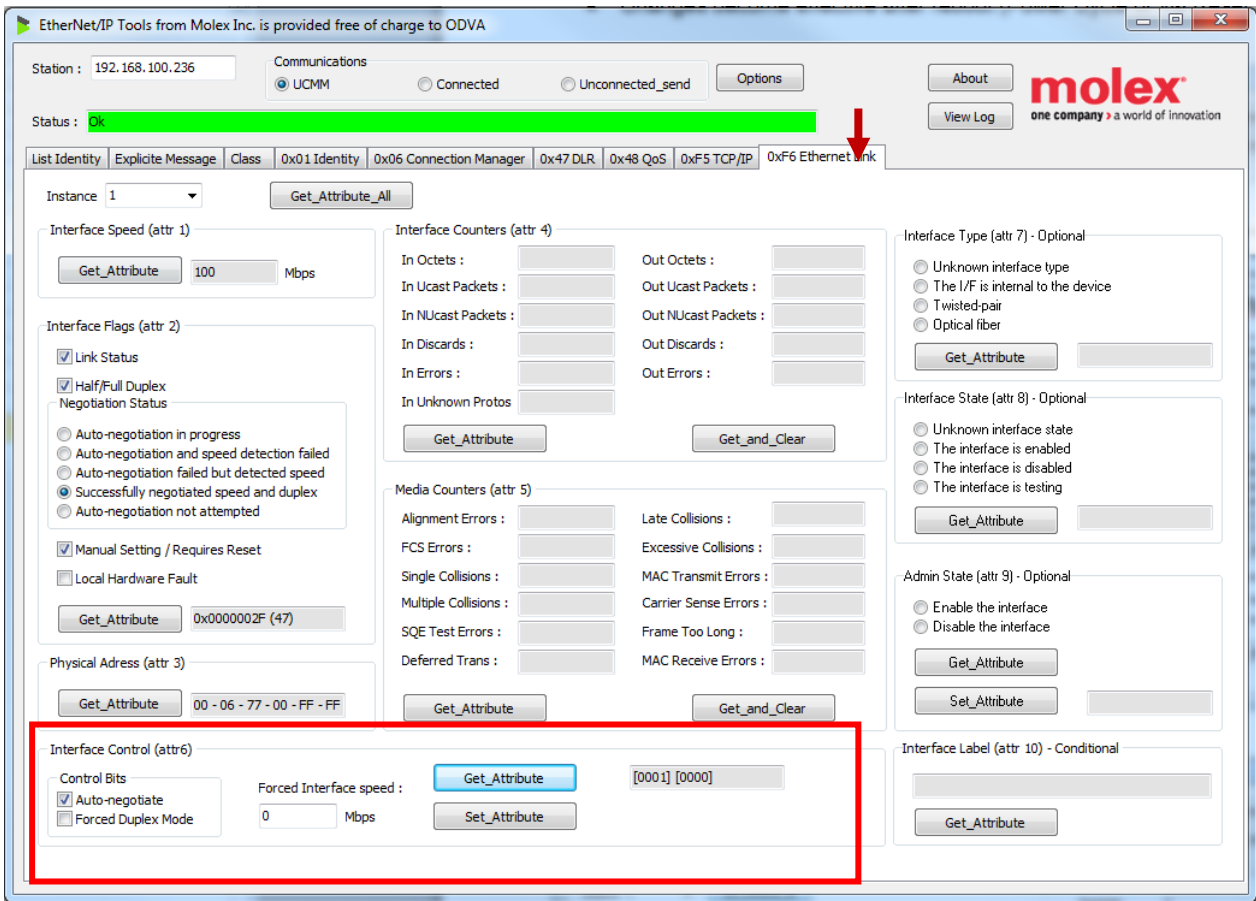 EtherNet/IP Tools from Molex Inc. is provided free of charge to ODVA
Station : 192.168.100.236
Communications
UCMM Connected Unconnected_send
Options
About
View Log
molex
one company > a world of innovation
Status : Ok
List Identity Explicite Message Class 0x01 Identity 0x06 Connection Manager 0x47 DLR 0x48 QoS 0xF5 TCP/IP 0xF6 Ethernet Link
Instance 1 Get_Attribute_All
Interface Speed (attr 1)
Get_Attribute 100 Mbps
Interface Flags (attr 2)
Link Status
Half/Full Duplex
Negotiation Status
Auto-negotiation in progress
Auto-negotiation and speed detection failed
Auto-negotiation failed but detected speed
Successfully negotiated speed and duplex
Auto-negotiation not attempted
Manual Setting / Requires Reset
Local Hardware Fault
Get_Attribute 0x0000002F (47)
Physical Adress (attr 3)
Get_Attribute 00 - 06 - 77 - 00 - FF - FF
Interface Counters (attr 4)
In Octets : Out Octets :
In Ucast Packets : Out Ucast Packets :
In NUcast Packets : Out NUcast Packets :
In Discards : Out Discards :
In Errors : Out Errors :
In Unknown Protos
Get_Attribute Get_and_Clear
Media Counters (attr 5)
Alignment Errors : Late Collisions :
FCS Errors : Excessive Collisions :
Single Collisions : MAC Transmit Errors :
Multiple Collisions : Carrier Sense Errors :
SQE Test Errors : Frame Too Long :
Deferred Trans : MAC Receive Errors :
Get_Attribute Get_and_Clear
Interface Type (attr 7) - Optional
Unknown interface type
The I/F is internal to the device
Twisted-pair
Optical fiber
Get_Attribute
Interface State (attr 8) - Optional
Unknown interface state
The interface is enabled
The interface is disabled
The interface is testing
Get_Attribute
Admin State (attr 9) - Optional
Enable the interface
Disable the interface
Get_Attribute
Set_Attribute
Interface Control (attr6)
Control Bits
Auto-negotiate
Forced Duplex Mode
Forced Interface speed :
0 Mbps
Get_Attribute [0001] [0000]
Set_Attribute
Interface Label (attr 10) - Conditional
Get_Attribute